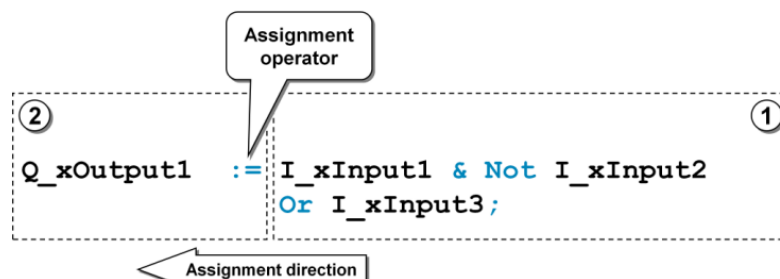 Assignment
operator
2
1
Q_xOutput1 := I_xInput1 & Not I_xInput2
Or I_xInput3;
Assignment direction